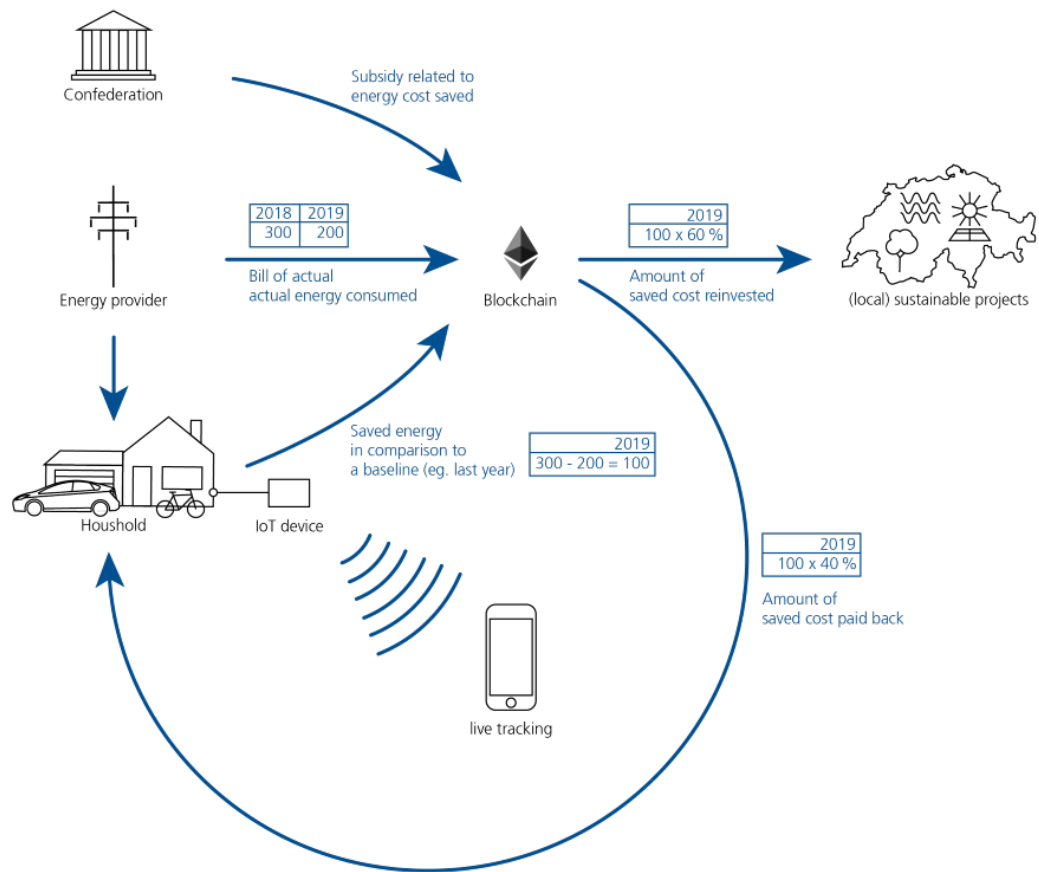 Confederation
Subsidy related to
energy cost saved
2018 2019
300 200
Energy provider
Bill of actual
actual energy consumed
Blockchain
2019
100 x 60 %
Amount of
saved cost reinvested
(local) sustainable projects
Saved energy
in comparison to
a baseline (eg. last year)
2019
300 - 200 = 100
Houshold
IoT device
2019
100 x 40 %
Amount of
saved cost paid back
live tracking